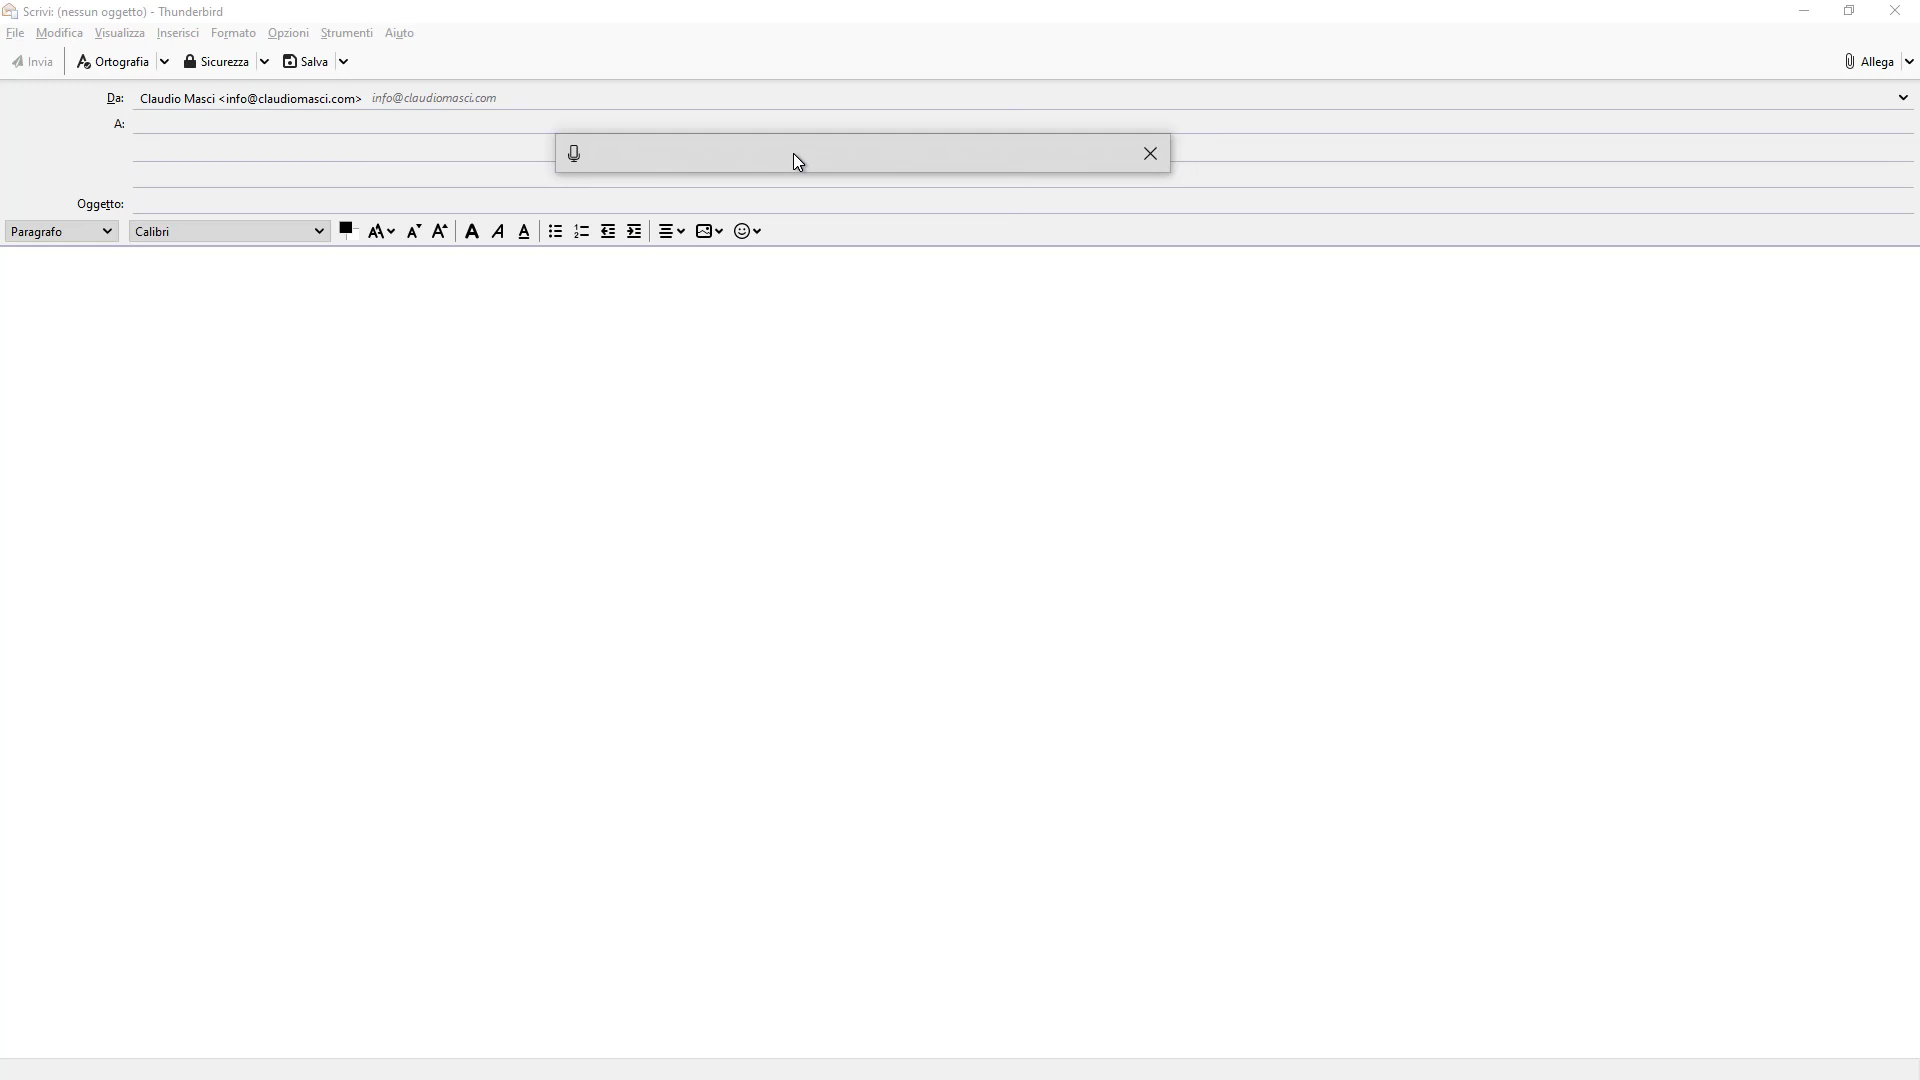 Scrivi: (nessun oggetto) - Thunderbird
File Modifica Visualizza Inserisci Formato Opzioni Strumenti Aiuto
Invia Ortografia Sicurezza Salva Allega
Da: Claudio Masci <info@claudiomasci.com> info@claudiomasci.com
A:
Oggetto:
Paragrafo Calibri